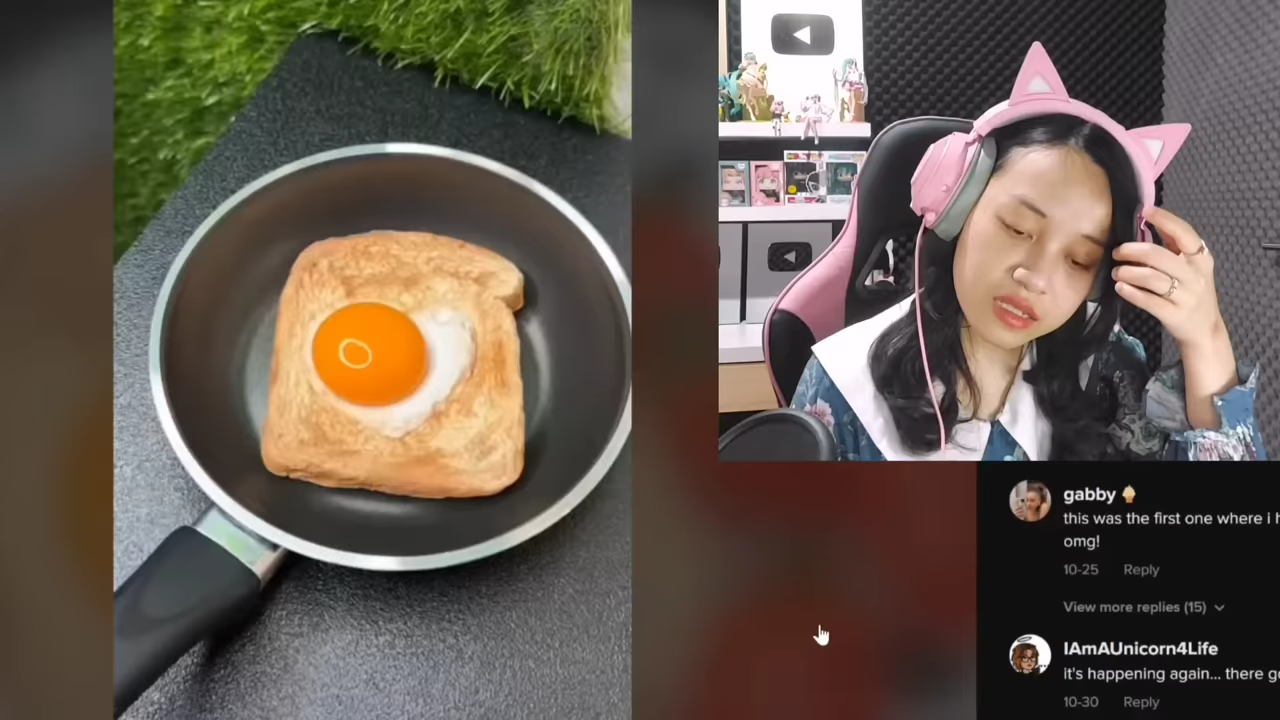 gabby
this was the first one where i
omg!
10-25 Reply
View more replies (15)
IAmAUnicorn4Life
it's happening again... there
10-30 Reply